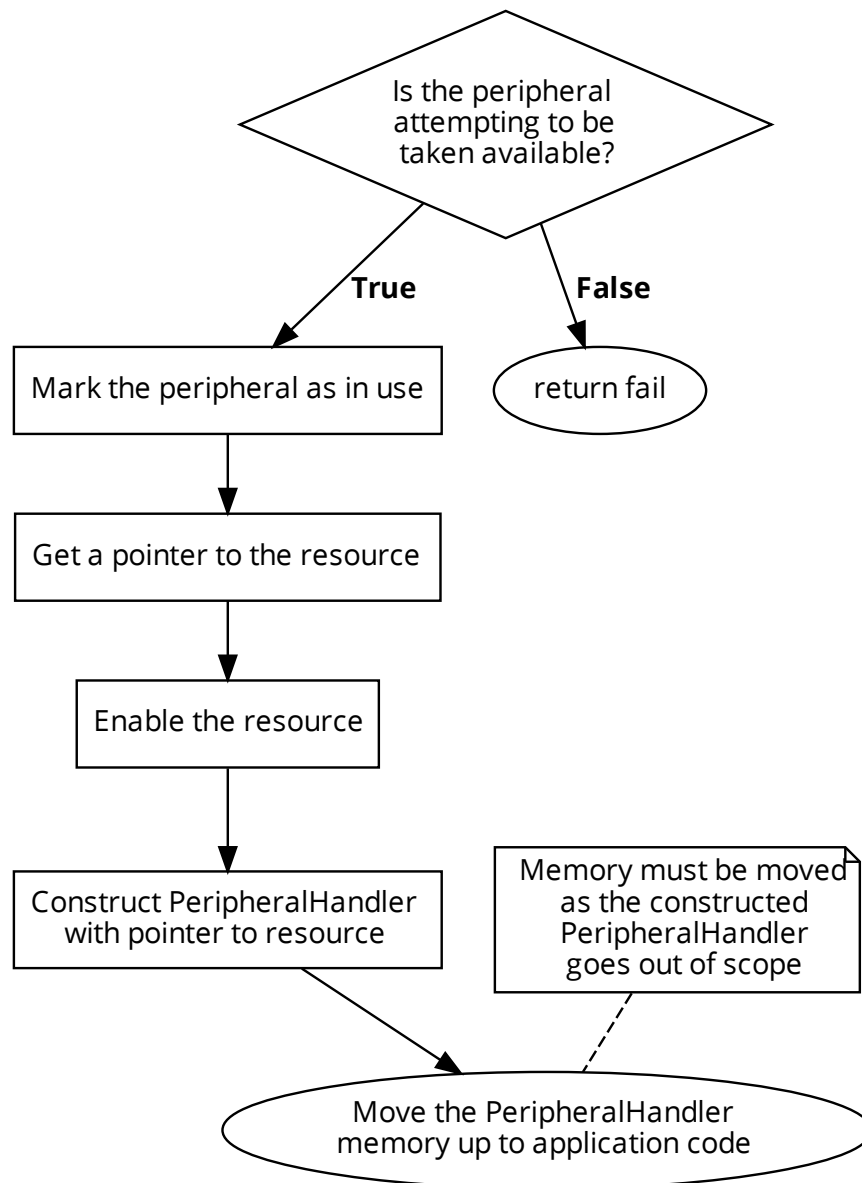 Is the peripheral
attempting to be
taken available?
True
False
Mark the peripheral as in use
return fail
Get a pointer to the resource
Enable the resource
Construct PeripheralHandler
with pointer to resource
Memory must be moved
as the constructed
PeripheralHandler
goes out of scope
Move the PeripheralHandler
memory up to application code